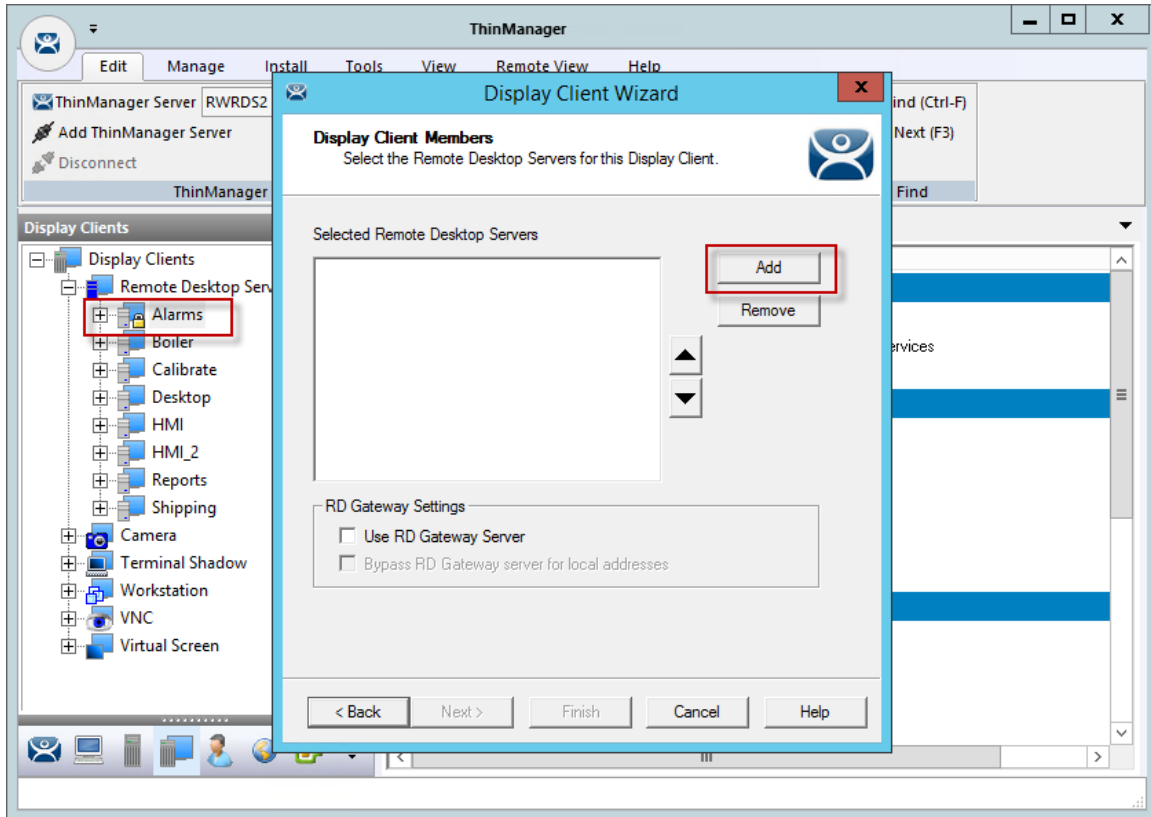 ThinManager
Edit Manage Install Tools View Remote View Help
ThinManager Server RWRDS2
Add ThinManager Server
Disconnect
ThinManager
ind (Ctrl-F)
Next (F3)
Find
Display Client Wizard
Display Client Members
Select the Remote Desktop Servers for this Display Client.
Selected Remote Desktop Servers
Add
Remove
RD Gateway Settings
Use RD Gateway Server
Bypass RD Gateway server for local addresses
< Back Next > Finish Cancel Help
Display Clients
Display Clients
Remote Desktop Serv
Alarms
Boiler
Calibrate
Desktop
HMI
HMI_2
Reports
Shipping
Camera
Terminal Shadow
Workstation
VNC
Virtual Screen
ervices